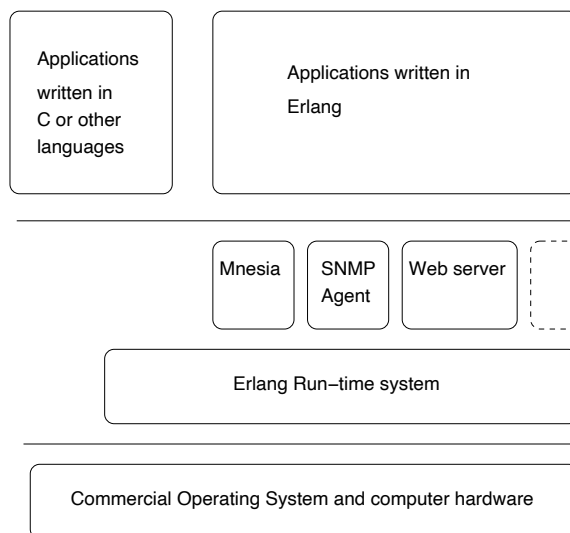 Applications
written in
C or other
languages
Applications written in
Erlang
Mnesia
SNMP
Agent
Web server
Erlang Run−time system
Commercial Operating System and computer hardware